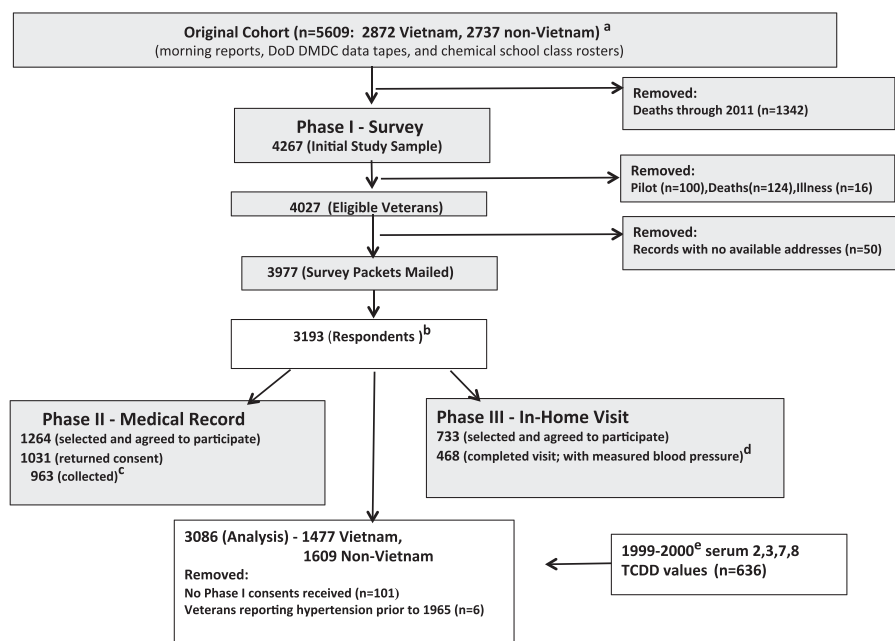 Original Cohort (n=5609: 2872 Vietnam, 2737 non-Vietnam) a
(morning reports, DoD DMDC data tapes, and chemical school class rosters)
Removed:
Deaths through 2011 (n=1342)
Phase I - Survey
4267 (Initial Study Sample)
Removed:
Pilot (n=100),Deaths(n=124),Illness (n=16)
4027 (Eligible Veterans)
Removed:
Records with no available addresses (n=50)
3977 (Survey Packets Mailed)
3193 (Respondents )b
Phase II - Medical Record
1264 (selected and agreed to participate)
1031 (returned consent)
963 (collected)c
Phase III - In-Home Visit
733 (selected and agreed to participate)
468 (completed visit; with measured blood pressure)d
3086 (Analysis) - 1477 Vietnam,
1609 Non-Vietnam
Removed:
No Phase I consents received (n=101)
Veterans reporting hypertension prior to 1965 (n=6)
1999-2000e serum 2,3,7,8
TCDD values (n=636)